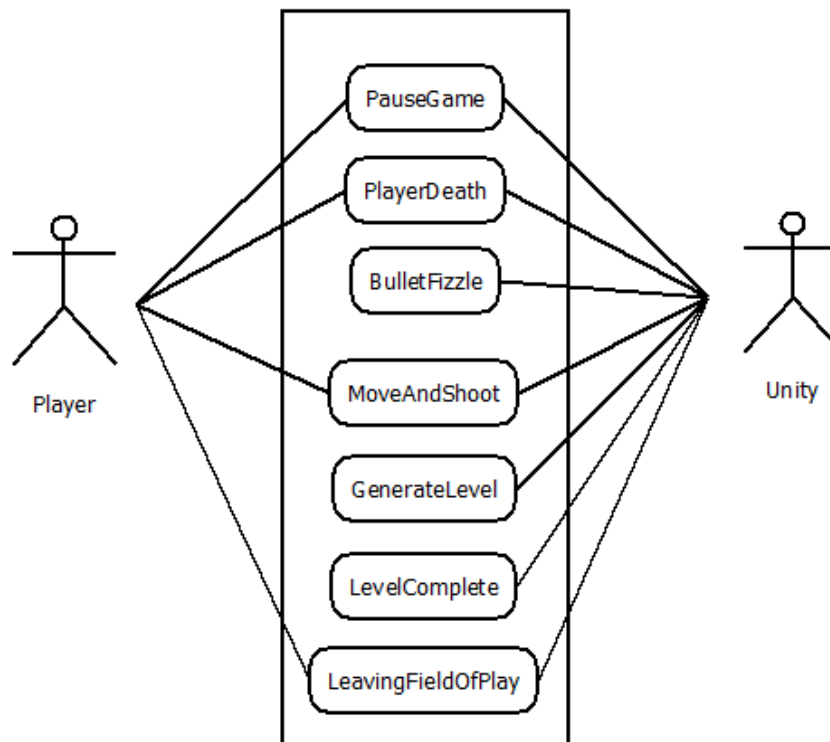 PauseGame
PlayerDeath
BulletFizzle
MoveAndShoot
Player
Unity
GenerateLevel
LevelComplete
LeavingFieldOfPlay